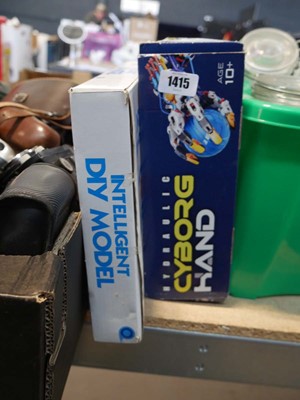 1415
AGE
10+
HYDRAULIC
CYBORG
HAND
INTELLIGENT
DIY MODEL